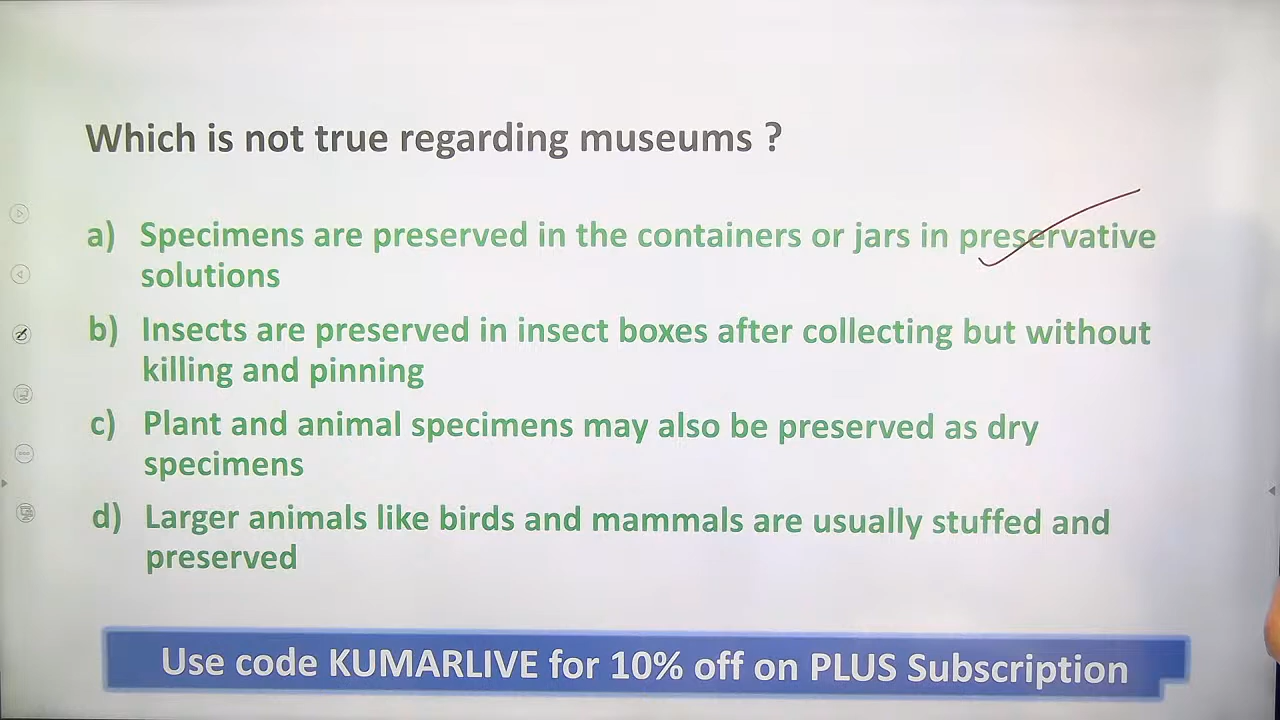 Which is not true regarding museums ?
a) Specimens are preserved in the containers or jars in preservative
solutions
b) Insects are preserved in insect boxes after collecting but without
killing and pinning
c) Plant and animal specimens may also be preserved as dry
specimens
d) Larger animals like birds and mammals are usually stuffed and
preserved
Use code KUMARLIVE for 10% off on PLUS Subscription